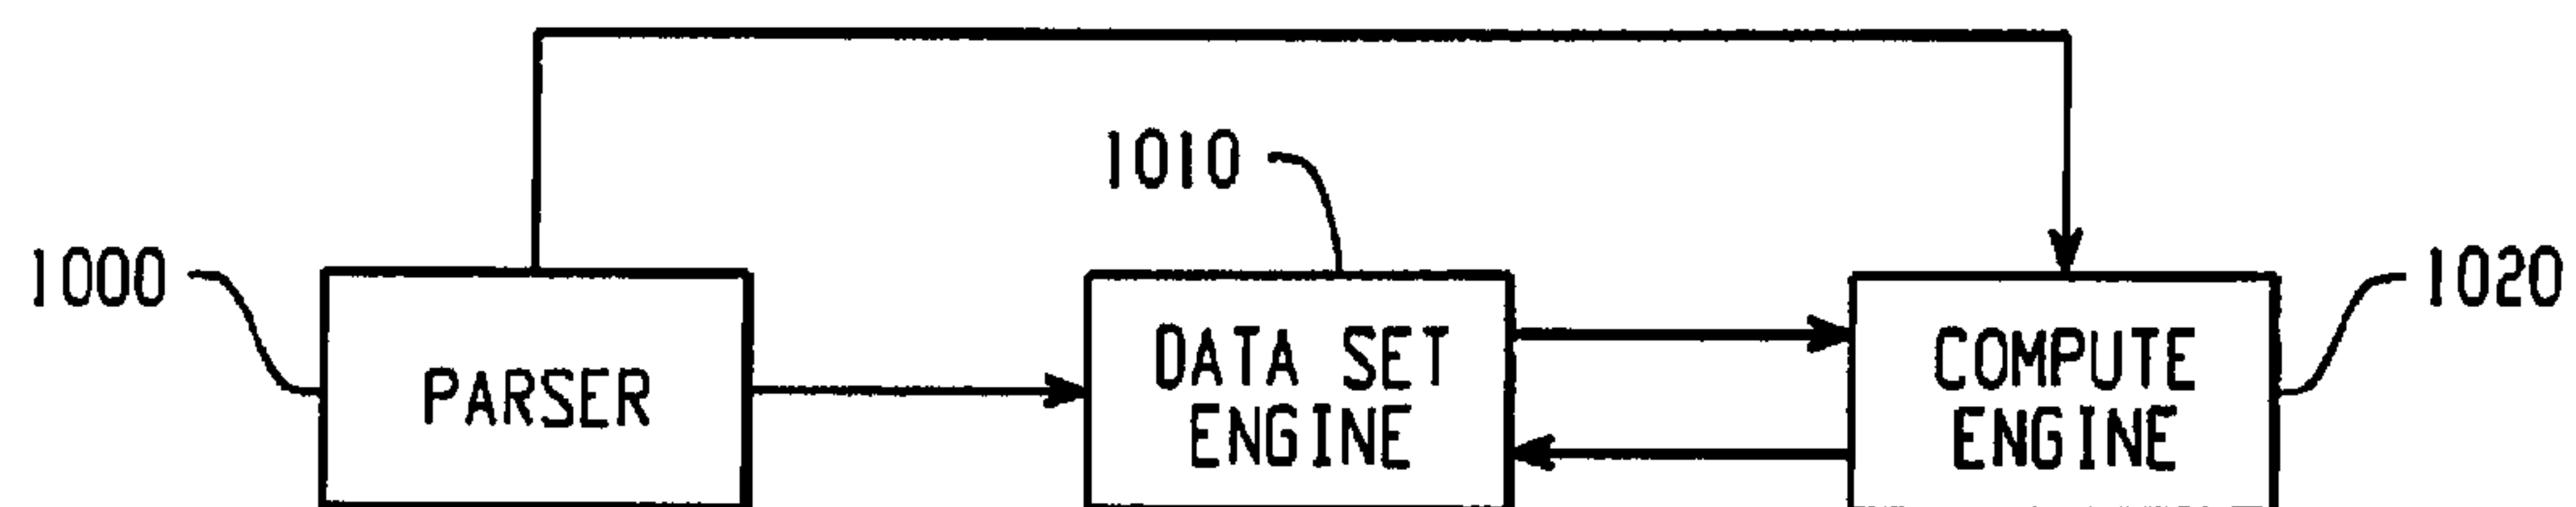 1010
1000
1020
PARSER
DATA SET
ENGINE
COMPUTE
ENGINE